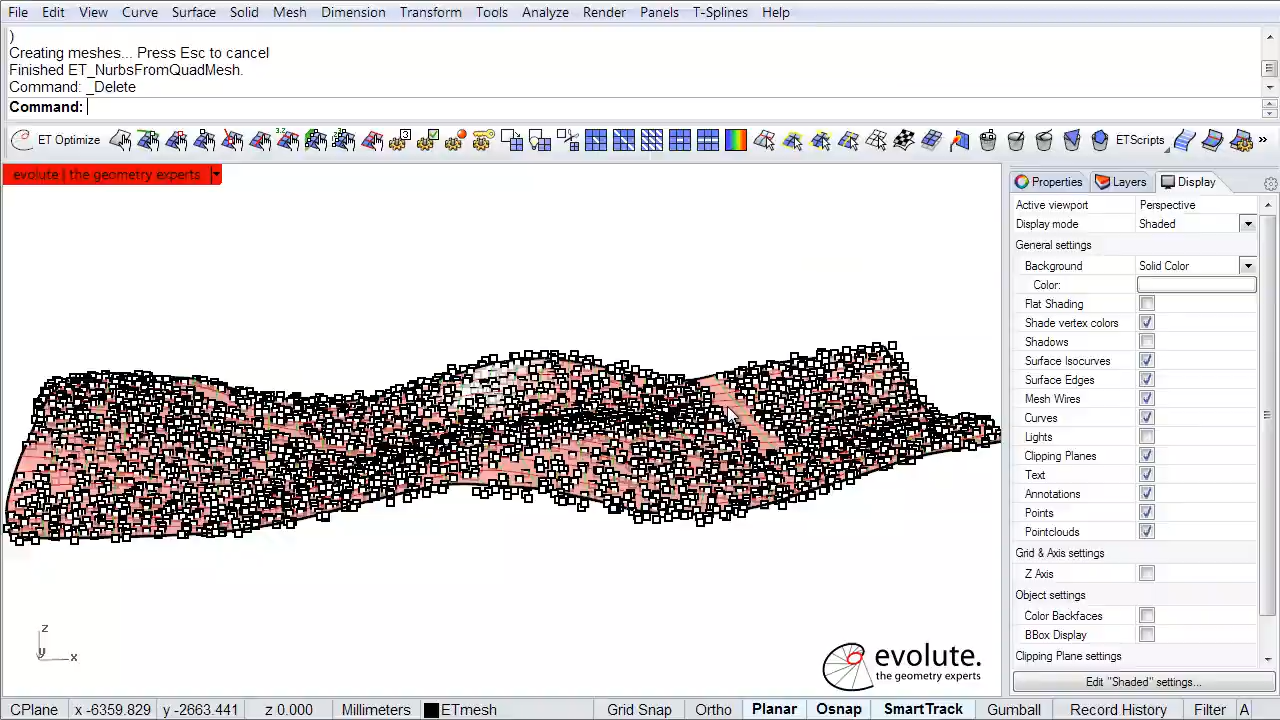 File Edit View Curve Surface Solid Mesh Dimension Transform Tools Analyze Render Panels T-Splines Help
)
Creating meshes... Press Esc to cancel
Finished ET_NurbsFromQuadMesh.
Command: _Delete
Command:
ET Optimize 3:2 3 ETScripts »
evolute | the geometry experts
Properties Layers Display
Active viewport Perspective
Display mode Shaded
General settings
Background Solid Color
Color:
Flat Shading
Shade vertex colors
Shadows
Surface Isocurves
Surface Edges
Mesh Wires
Curves
Lights
Clipping Planes
Text
Annotations
Points
Pointclouds
Grid & Axis settings
Z Axis
Object settings
Color Backfaces
BBox Display
Clipping Plane settings
Edit "Shaded" settings...
z
y x
evolute.
the geometry experts
CPlane x -6359.829 y -2663.441 z 0.000 Millimeters ETmesh Grid Snap Ortho Planar Osnap SmartTrack Gumball Record History Filter A